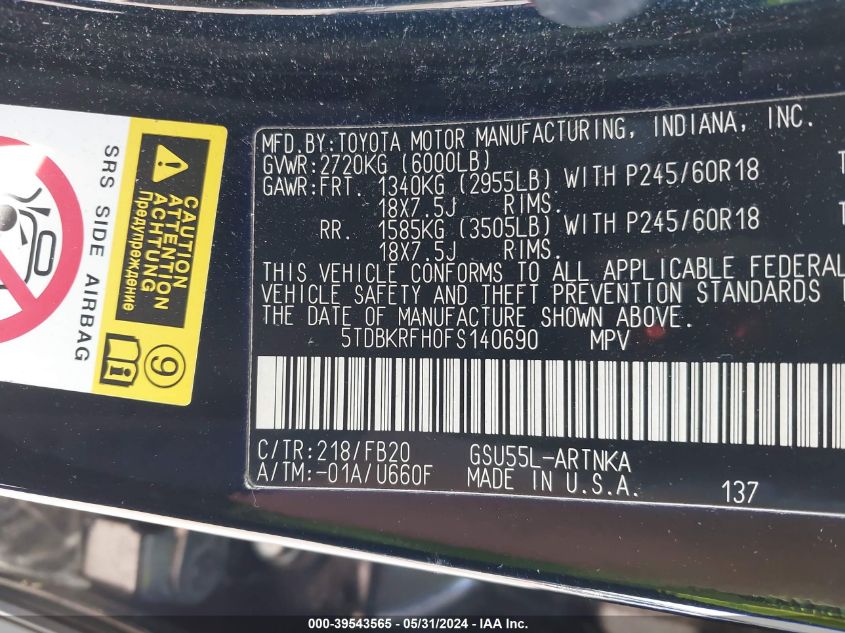 MFD.BY:TOYOTA MOTOR MANUFACTURING, INDIANA, INC.
GVWR:2720KG (6000LB)
GAWR:FRT. 1340KG (2955LB) WITH P245/60R18
18X7.5J RIMS.
RR. 1585KG (3505LB) WITH P245/60R18
18X7.5J RIMS.
THIS VEHICLE CONFORMS TO ALL APPLICABLE FEDERAL
VEHICLE SAFETY AND THEFT PREVENTION STANDARDS
THE DATE OF MANUFACTURE SHOWN ABOVE.
5TDBKRFH0FS140690 MPV
C/TR:218/FB20 GSU55L-ARTNKA
A/TM:-01A/U660F MADE IN U.S.A. 137
SRS SIDE AIRBAG
CAUTION
ATTENTION
ACHTUNG
Предупреждение
9
000-39543565 - 05/31/2024 - IAAI.COM